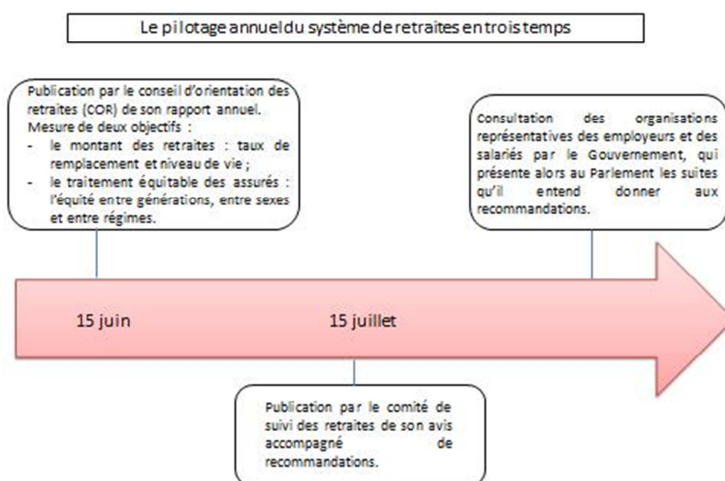 Le pilotage annuel du système de retraites en trois temps
Publication par le conseil d'orientation des
retraites (COR) de son rapport annuel.
Mesure de deux objectifs :
- le montant des retraites : taux de
remplacement et niveau de vie ;
- le traitement équitable des assurés :
l'équité entre générations, entre sexes
et entre régimes.
Consultation des organisations
représentatives des employeurs et des
salariés par le Gouvernement, qui
présente alors au Parlement les suites
qu'il entend donner aux
recommandations.
15 juin
15 juillet
Publication par le comité de
suivi des retraites de son avis
accompagné de
recommandations.